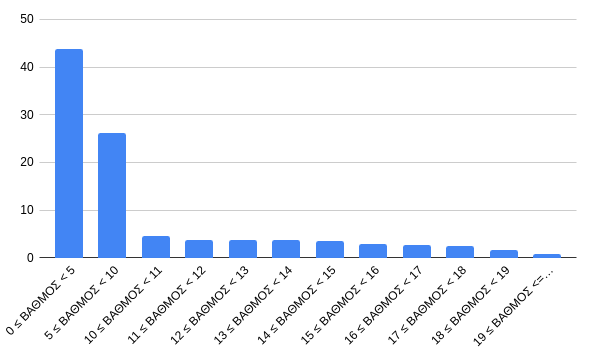 50
40
30
20
10
0
0 ≤ ΒΑΘΜΟΣ < 5
5 ≤ ΒΑΘΜΟΣ < 10
10 ≤ ΒΑΘΜΟΣ < 11
11 ≤ ΒΑΘΜΟΣ < 12
12 ≤ ΒΑΘΜΟΣ < 13
13 ≤ ΒΑΘΜΟΣ < 14
14 ≤ ΒΑΘΜΟΣ < 15
15 ≤ ΒΑΘΜΟΣ < 16
16 ≤ ΒΑΘΜΟΣ < 17
17 ≤ ΒΑΘΜΟΣ < 18
18 ≤ ΒΑΘΜΟΣ < 19
19 ≤ ΒΑΘΜΟΣ <=...